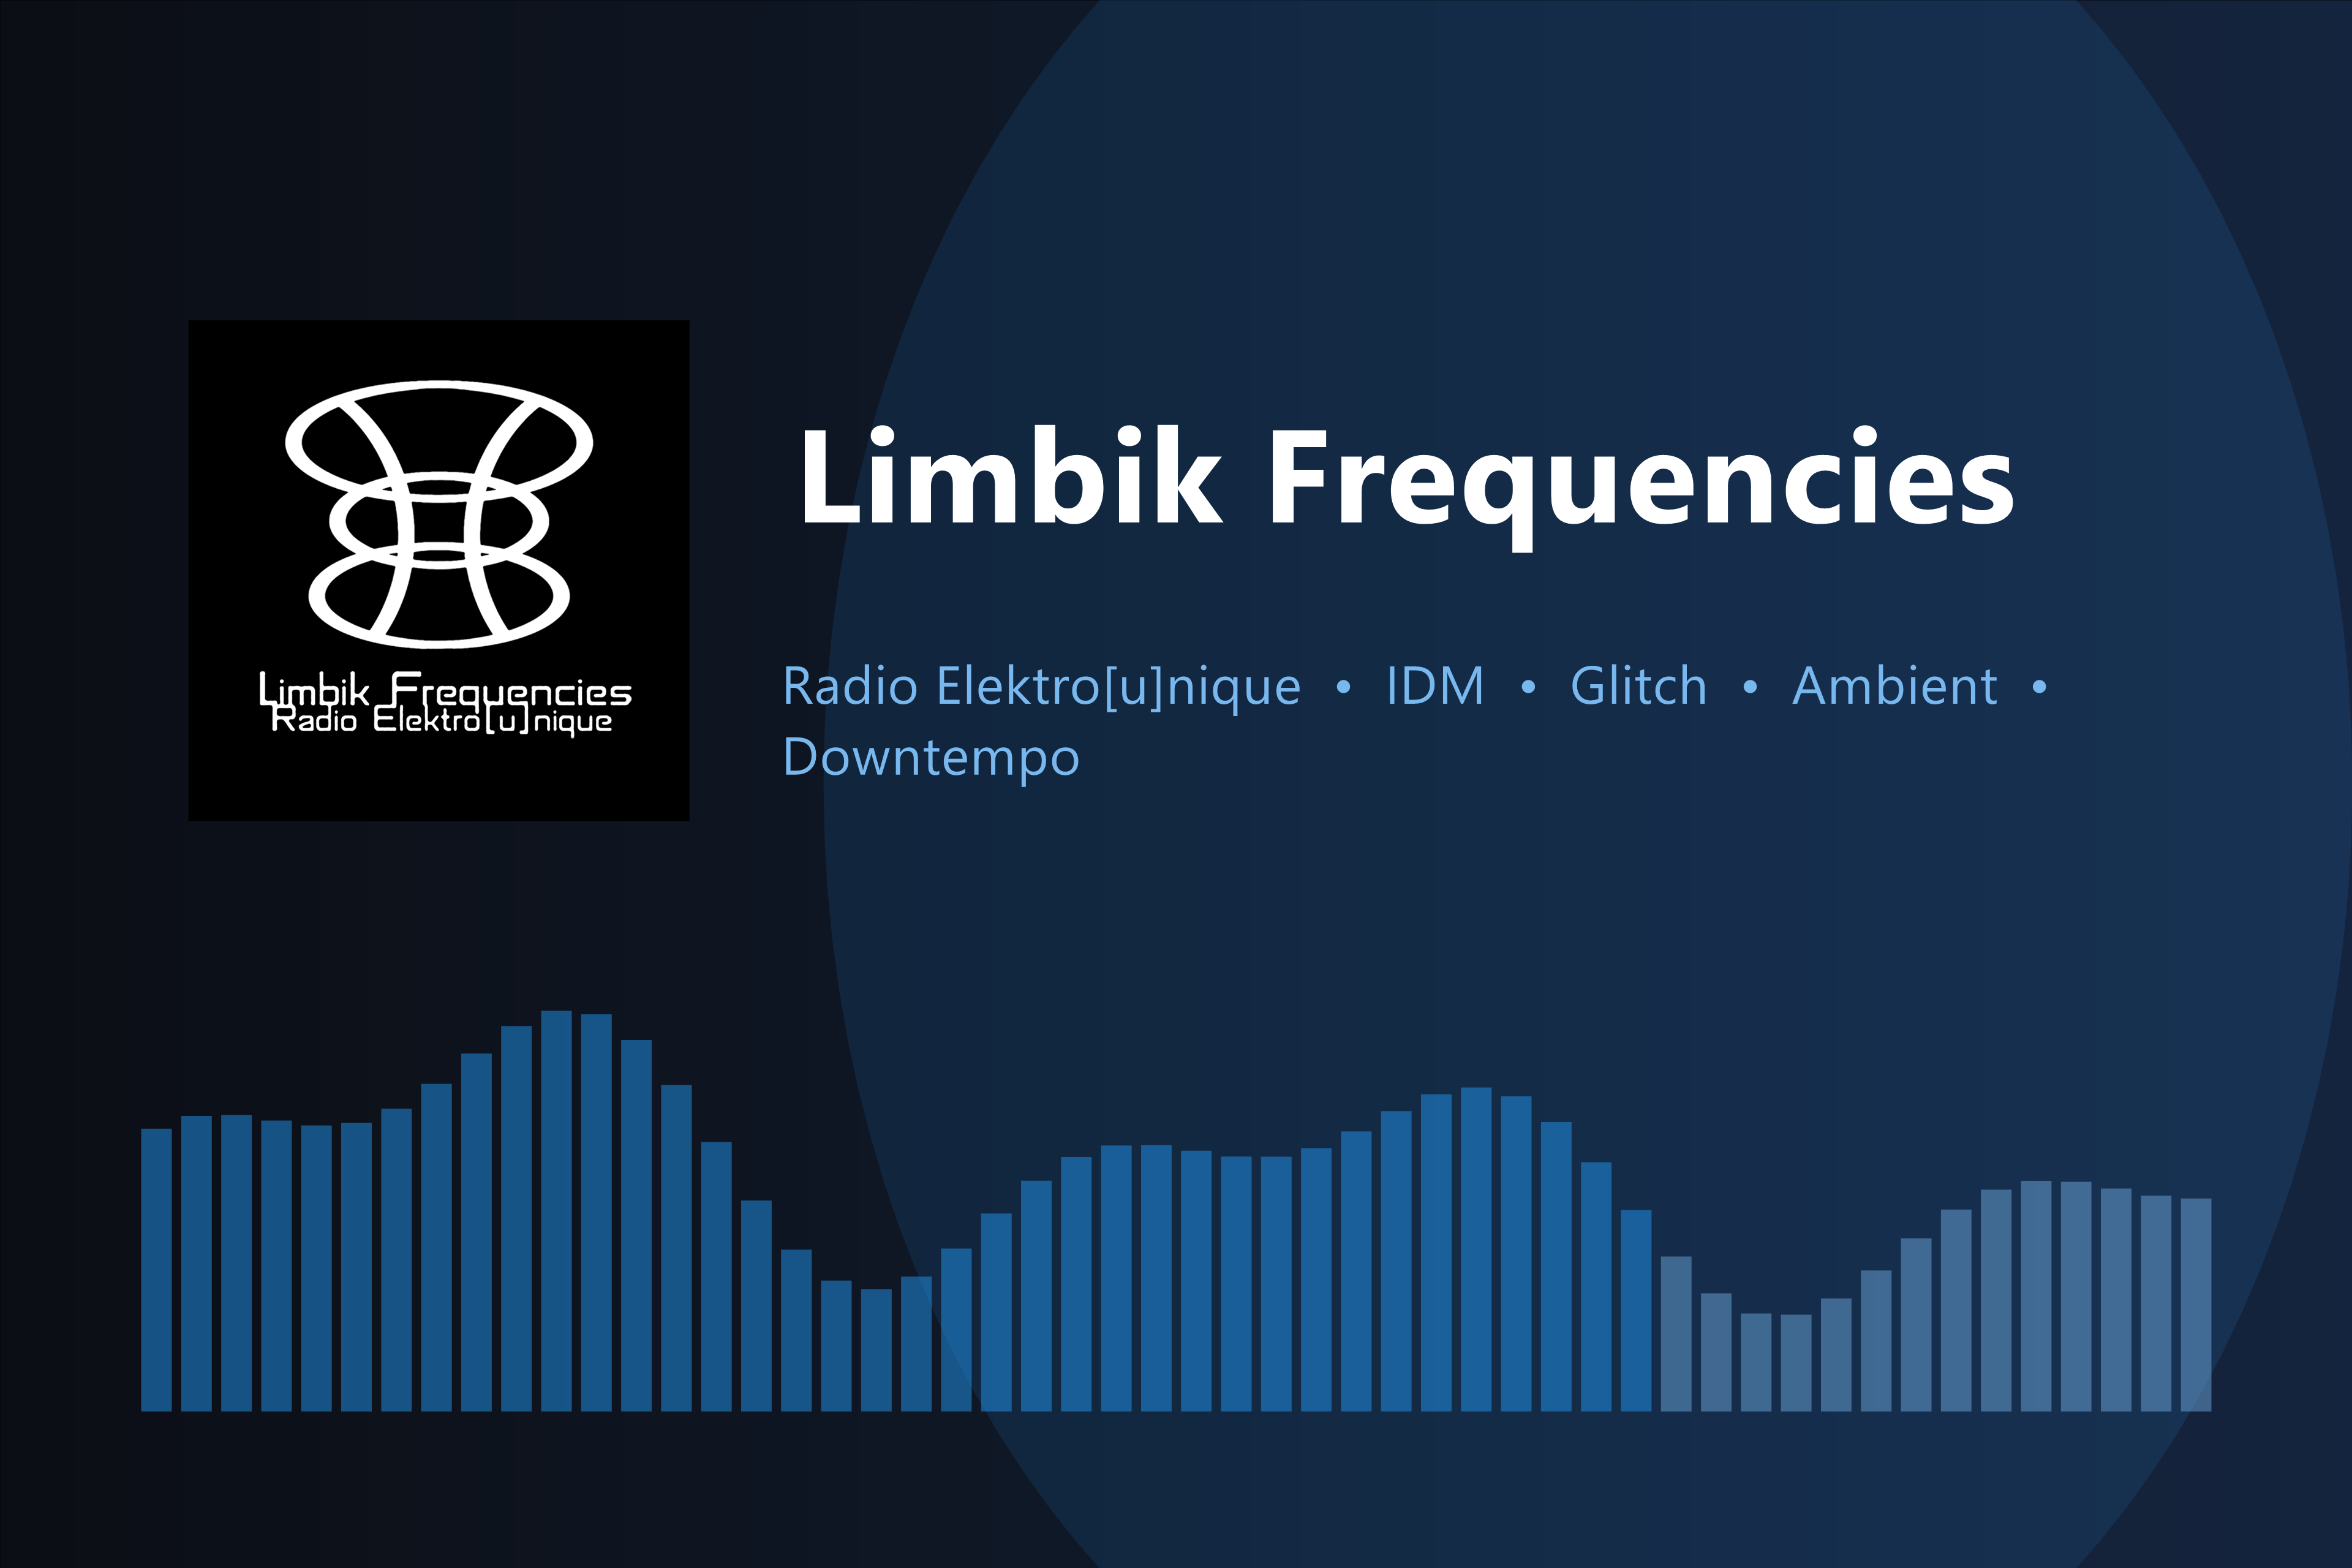 Limbik Frequencies
Radio Elektro[u]nique
Limbik Frequencies
Radio Elektro[u]nique • IDM • Glitch • Ambient •
Downtempo